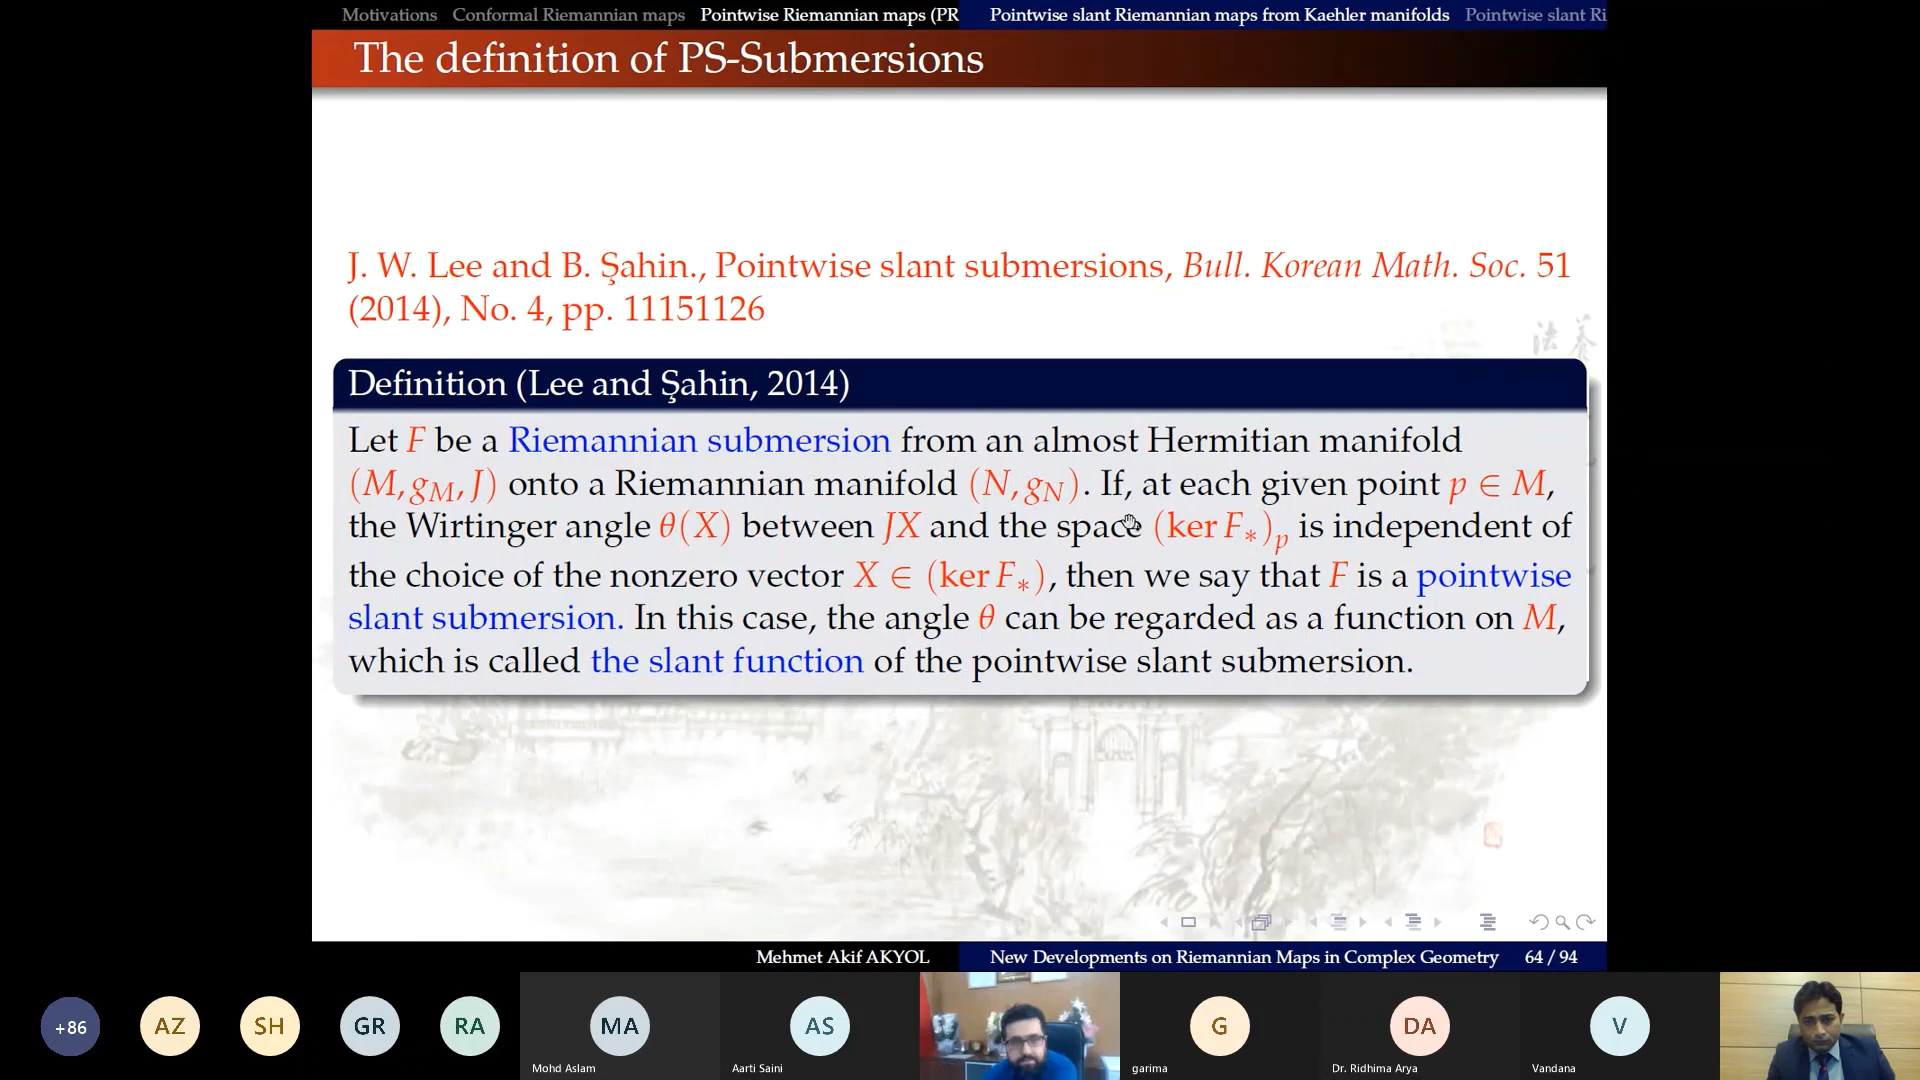 Motivations Conformal Riemannian maps Pointwise Riemannian maps (PR Pointwise slant Riemannian maps from Kaehler manifolds Pointwise slant Ri
The definition of PS-Submersions
J. W. Lee and B. Şahin., Pointwise slant submersions, Bull. Korean Math. Soc. 51
(2014), No. 4, pp. 11151126
法 養
Definition (Lee and Şahin, 2014)
Let F be a Riemannian submersion from an almost Hermitian manifold
(M, g_M, J) onto a Riemannian manifold (N, g_N). If, at each given point p ∈ M,
the Wirtinger angle θ(X) between JX and the space (ker F_*)_p is independent of
the choice of the nonzero vector X ∈ (ker F_*), then we say that F is a pointwise
slant submersion. In this case, the angle θ can be regarded as a function on M,
which is called the slant function of the pointwise slant submersion.
Mehmet Akif AKYOL New Developments on Riemannian Maps in Complex Geometry 64 / 94
+86 AZ SH GR RA MA AS G DA V
Mohd Aslam Aarti Saini garima Dr. Ridhima Arya Vandana